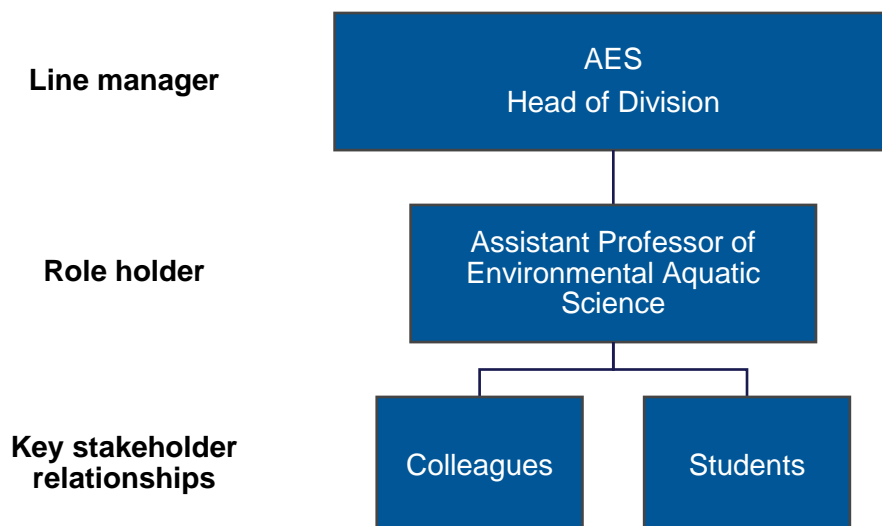 Line manager
AES
Head of Division
Role holder
Assistant Professor of
Environmental Aquatic
Science
Key stakeholder
relationships
Colleagues
Students